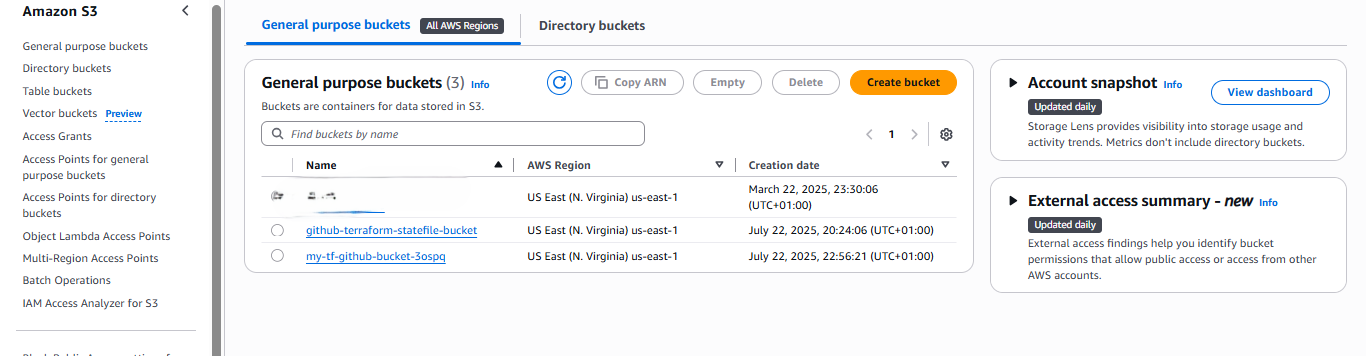 Amazon S3
General purpose buckets
Directory buckets
Table buckets
Vector buckets Preview
Access Grants
Access Points for general
purpose buckets
Access Points for directory
buckets
Object Lambda Access Points
Multi-Region Access Points
Batch Operations
IAM Access Analyzer for S3
General purpose buckets All AWS Regions Directory buckets
General purpose buckets (3) Info Copy ARN Empty Delete Create bucket
Buckets are containers for data stored in S3.
Find buckets by name 1
Name AWS Region Creation date
US East (N. Virginia) us-east-1 March 22, 2025, 23:30:06
(UTC+01:00)
github-terraform-statefile-bucket US East (N. Virginia) us-east-1 July 22, 2025, 20:24:06 (UTC+01:00)
my-tf-github-bucket-3ospq US East (N. Virginia) us-east-1 July 22, 2025, 22:56:21 (UTC+01:00)
Account snapshot Info View dashboard
Updated daily
Storage Lens provides visibility into storage usage and
activity trends. Metrics don't include directory buckets.
External access summary - new Info
Updated daily
External access findings help you identify bucket
permissions that allow public access or access from other
AWS accounts.